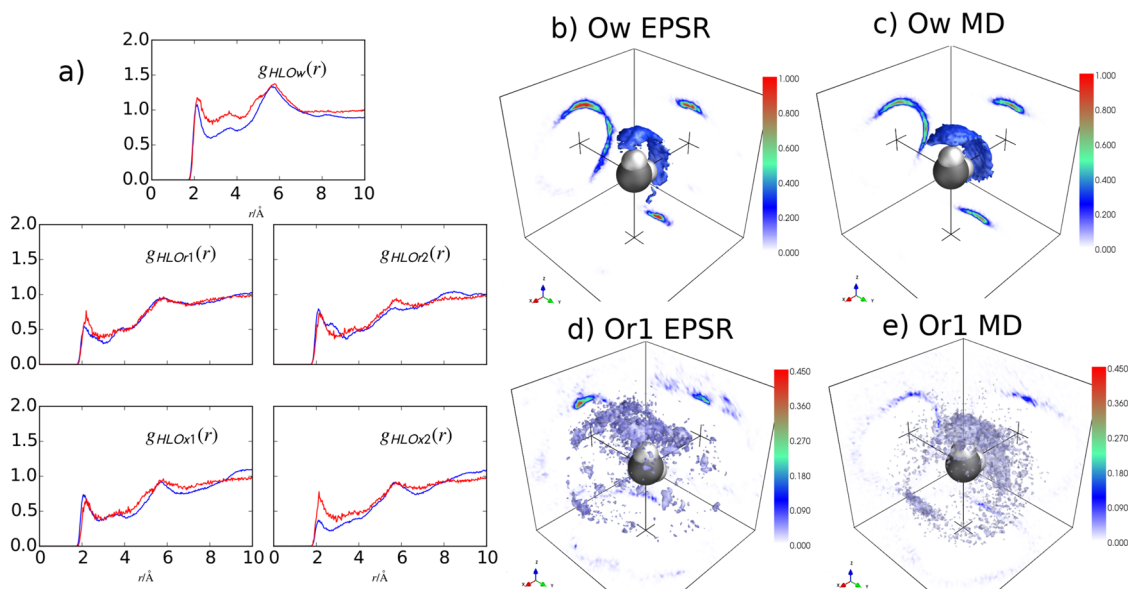 a)
g_HLOw(r)
2.0
1.5
1.0
0.5
0.0
0 2 4 6 8 10
r/Å
g_HLOr1(r)
2.0
1.5
1.0
0.5
0.0
g_HLOr2(r)
g_HLOx1(r)
2.0
1.5
1.0
0.5
0.0
0 2 4 6 8 10
r/Å
g_HLOx2(r)
0 2 4 6 8 10
r/Å
b) Ow EPSR
1.000
0.800
0.600
0.400
0.200
0.000
Z
X Y
c) Ow MD
1.000
0.800
0.600
0.400
0.200
0.000
Z
X Y
d) Or1 EPSR
0.450
0.360
0.270
0.180
0.090
0.000
Z
X Y
e) Or1 MD
0.450
0.360
0.270
0.180
0.090
0.000
Z
X Y